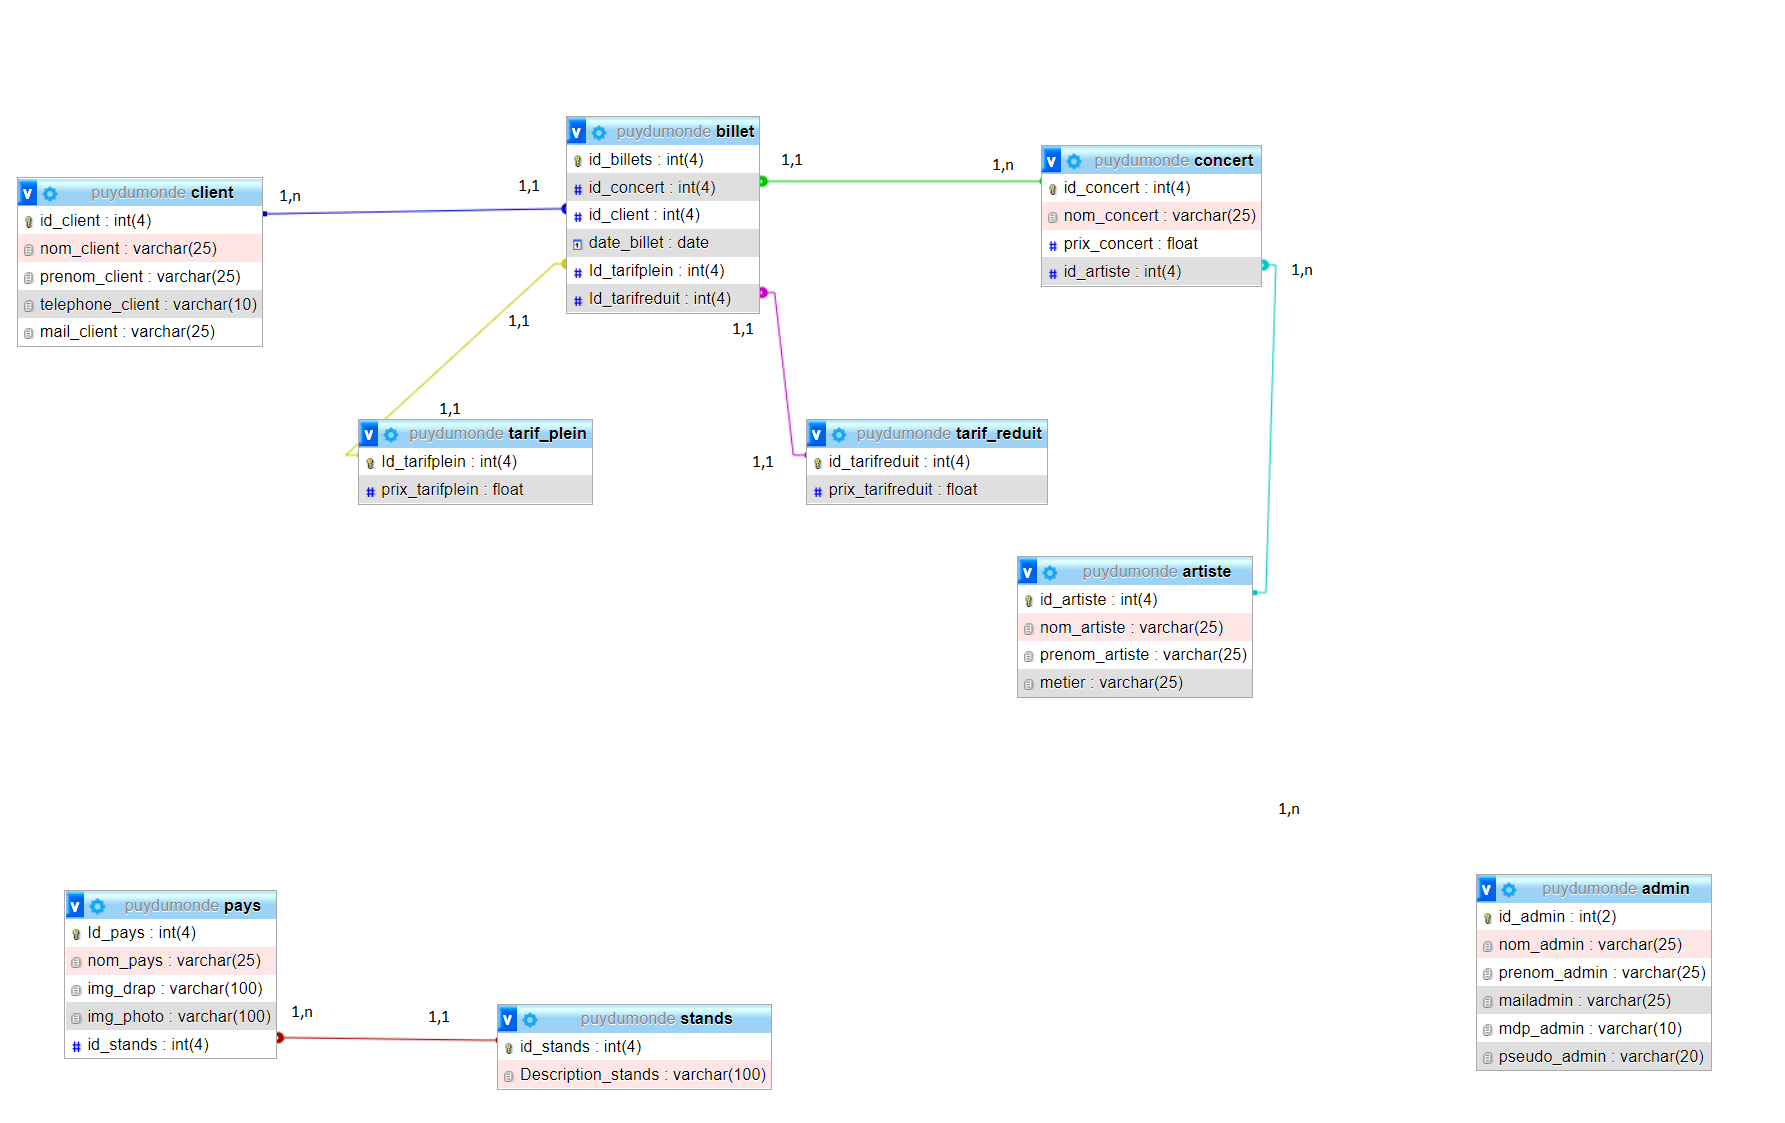 puydumonde billet
id_billets : int(4)
id_concert : int(4)
id_client : int(4)
date_billet : date
Id_tarifplein : int(4)
Id_tarifreduit : int(4)
1,1
1,n
puydumonde concert
id_concert : int(4)
nom_concert : varchar(25)
prix_concert : float
id_artiste : int(4)
1,n
puydumonde client
id_client : int(4)
nom_client : varchar(25)
prenom_client : varchar(25)
telephone_client : varchar(10)
mail_client : varchar(25)
1,n
1,1
1,1
1,1
1,1
1,1
puydumonde tarif_plein
Id_tarifplein : int(4)
prix_tarifplein : float
puydumonde tarif_reduit
id_tarifreduit : int(4)
prix_tarifreduit : float
puydumonde artiste
id_artiste : int(4)
nom_artiste : varchar(25)
prenom_artiste : varchar(25)
metier : varchar(25)
1,n
puydumonde pays
Id_pays : int(4)
nom_pays : varchar(25)
img_drap : varchar(100)
img_photo : varchar(100)
id_stands : int(4)
1,n
1,1
puydumonde stands
id_stands : int(4)
Description_stands : varchar(100)
puydumonde admin
id_admin : int(2)
nom_admin : varchar(25)
prenom_admin : varchar(25)
mailadmin : varchar(25)
mdp_admin : varchar(10)
pseudo_admin : varchar(20)